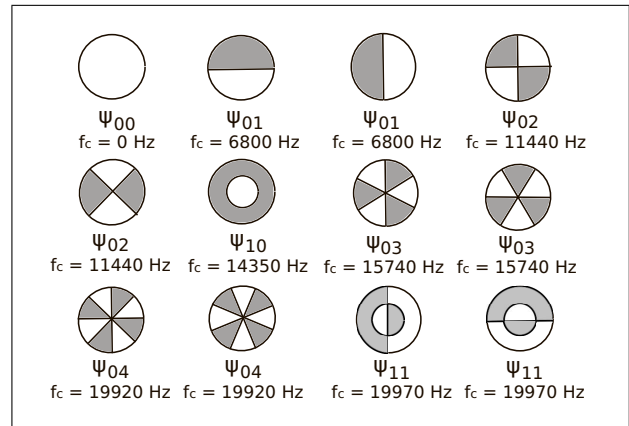 Ψ00 Ψ01 Ψ01 Ψ02
fc = 0 Hz fc = 6800 Hz fc = 6800 Hz fc = 11440 Hz
Ψ02 Ψ10 Ψ03 Ψ03
fc = 11440 Hz fc = 14350 Hz fc = 15740 Hz fc = 15740 Hz
Ψ04 Ψ04 Ψ11 Ψ11
fc = 19920 Hz fc = 19920 Hz fc = 19970 Hz fc = 19970 Hz